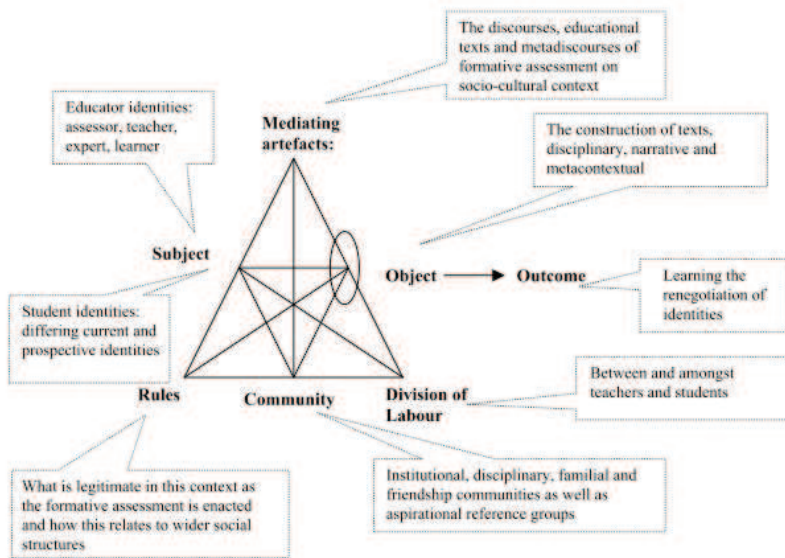 The discourses, educational
texts and metadiscourses of
formative assessment on
socio-cultural context
Educator identities:
assessor, teacher,
expert, learner
Mediating
artefacts:
The construction of texts,
disciplinary, narrative and
metacontextual
Subject
Object
Outcome
Learning the
renegotiation of
identities
Student identities:
differing current and
prospective identities
Rules
Community
Division of
Labour
Between and amongst
teachers and students
What is legitimate in this context as
the formative assessment is enacted
and how this relates to wider social
structures
Institutional, disciplinary, familial and
friendship communities as well as
aspirational reference groups